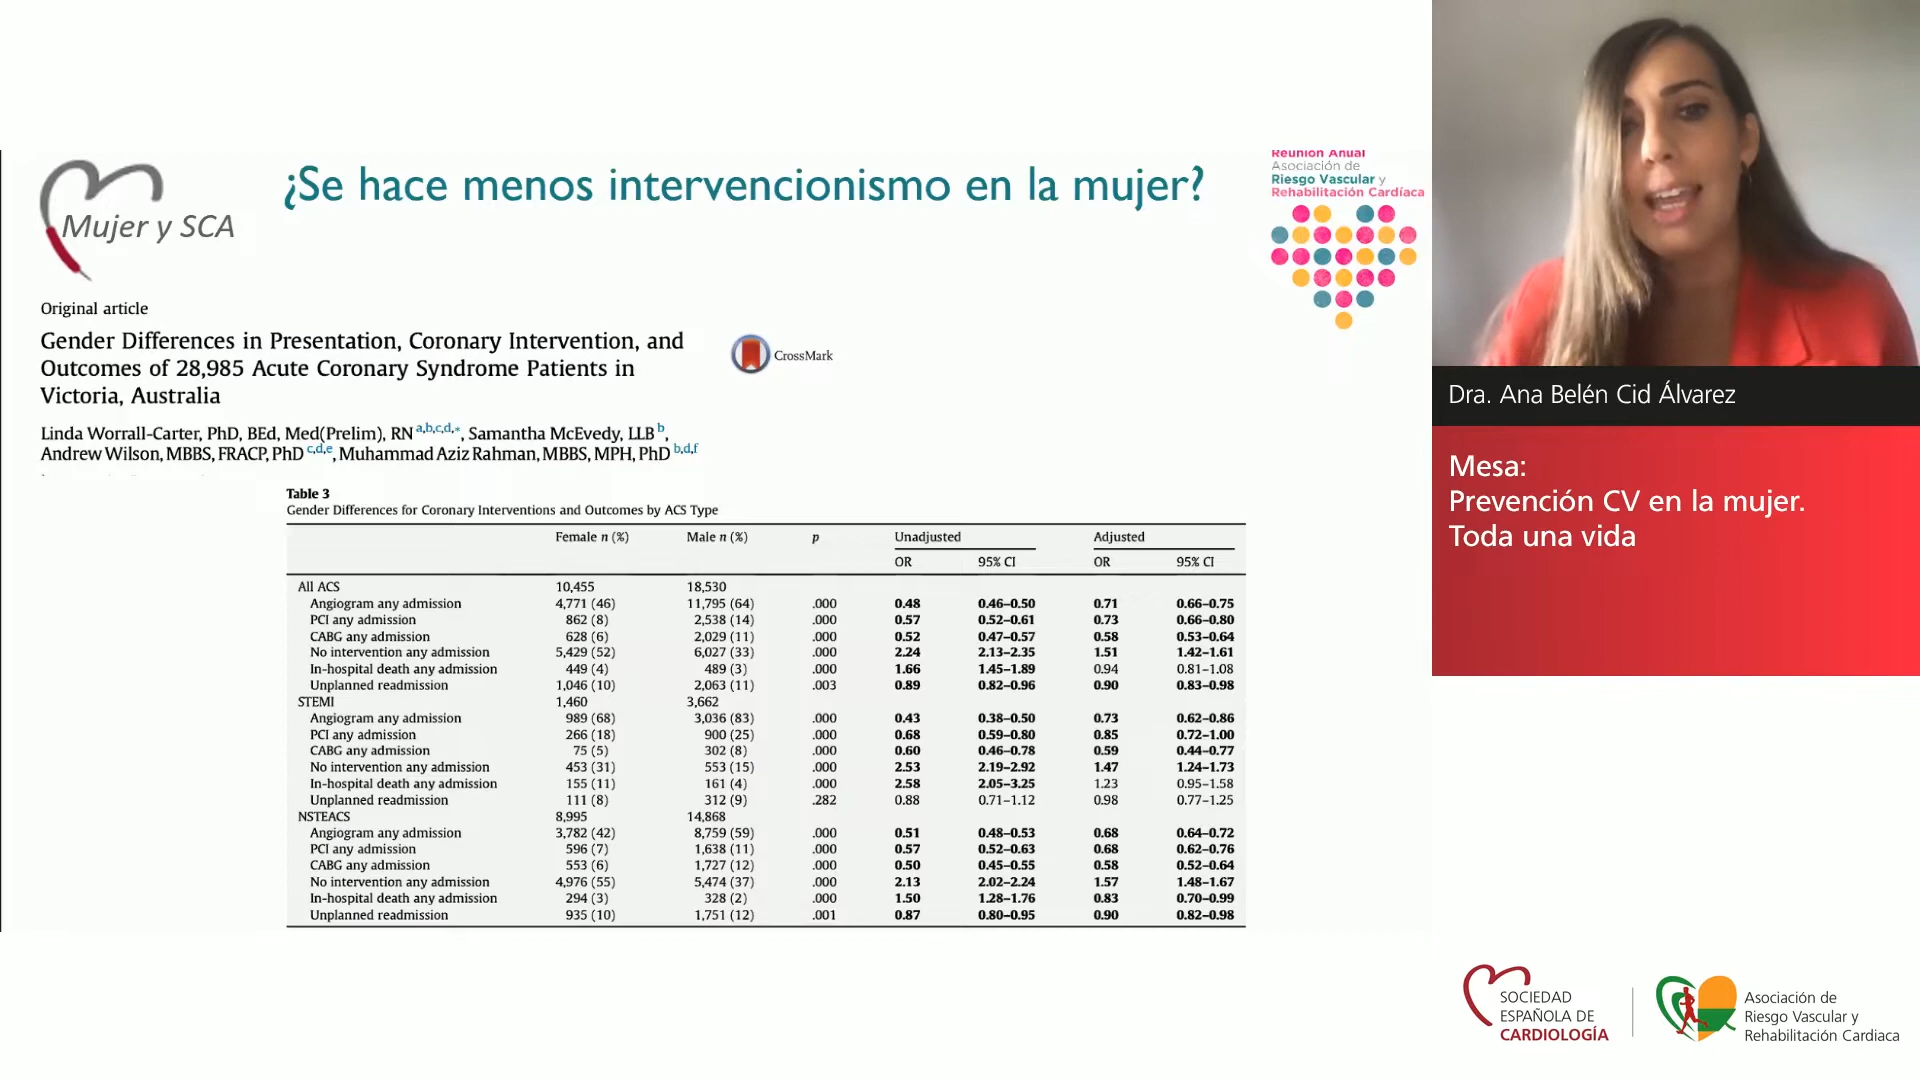 Mujer y SCA
¿Se hace menos intervencionismo en la mujer?
Reunión Anual
Asociación de
Riesgo Vascular y
Rehabilitación Cardíaca
Original article
Gender Differences in Presentation, Coronary Intervention, and
Outcomes of 28,985 Acute Coronary Syndrome Patients in
Victoria, Australia
CrossMark
Linda Worrall-Carter, PhD, BEd, Med(Prelim), RN a,b,c,d,*, Samantha McEvedy, LLB b,
Andrew Wilson, MBBS, FRACP, PhD c,d,e, Muhammad Aziz Rahman, MBBS, MPH, PhD b,d,f
Table 3
Gender Differences for Coronary Interventions and Outcomes by ACS Type
Female n (%) Male n (%) p Unadjusted Adjusted
OR 95% CI OR 95% CI
All ACS 10,455 18,530
Angiogram any admission 4,771 (46) 11,795 (64) .000 0.48 0.46–0.50 0.71 0.66–0.75
PCI any admission 862 (8) 2,538 (14) .000 0.57 0.52–0.61 0.73 0.66–0.80
CABG any admission 628 (6) 2,029 (11) .000 0.52 0.47–0.57 0.58 0.53–0.64
No intervention any admission 5,429 (52) 6,027 (33) .000 2.24 2.13–2.35 1.51 1.42–1.61
In-hospital death any admission 449 (4) 489 (3) .000 1.66 1.45–1.89 0.94 0.81–1.08
Unplanned readmission 1,046 (10) 2,063 (11) .003 0.89 0.82–0.96 0.90 0.83–0.98
STEMI 1,460 3,662
Angiogram any admission 989 (68) 3,036 (83) .000 0.43 0.38–0.50 0.73 0.62–0.86
PCI any admission 266 (18) 900 (25) .000 0.68 0.59–0.80 0.85 0.72–1.00
CABG any admission 75 (5) 302 (8) .000 0.60 0.46–0.78 0.59 0.44–0.77
No intervention any admission 453 (31) 553 (15) .000 2.53 2.19–2.92 1.47 1.24–1.73
In-hospital death any admission 155 (11) 161 (4) .000 2.58 2.05–3.25 1.23 0.95–1.58
Unplanned readmission 111 (8) 312 (9) .282 0.88 0.71–1.12 0.98 0.77–1.25
NSTEACS 8,995 14,868
Angiogram any admission 3,782 (42) 8,759 (59) .000 0.51 0.48–0.53 0.68 0.64–0.72
PCI any admission 596 (7) 1,638 (11) .000 0.57 0.52–0.63 0.68 0.62–0.76
CABG any admission 553 (6) 1,727 (12) .000 0.50 0.45–0.55 0.58 0.52–0.64
No intervention any admission 4,976 (55) 5,474 (37) .000 2.13 2.02–2.24 1.57 1.48–1.67
In-hospital death any admission 294 (3) 328 (2) .000 1.50 1.28–1.76 0.83 0.70–0.99
Unplanned readmission 935 (10) 1,751 (12) .001 0.87 0.80–0.95 0.90 0.82–0.98
Dra. Ana Belén Cid Álvarez
Mesa:
Prevención CV en la mujer.
Toda una vida
SOCIEDAD
ESPAÑOLA DE
CARDIOLOGÍA
Asociación de
Riesgo Vascular y
Rehabilitación Cardiaca